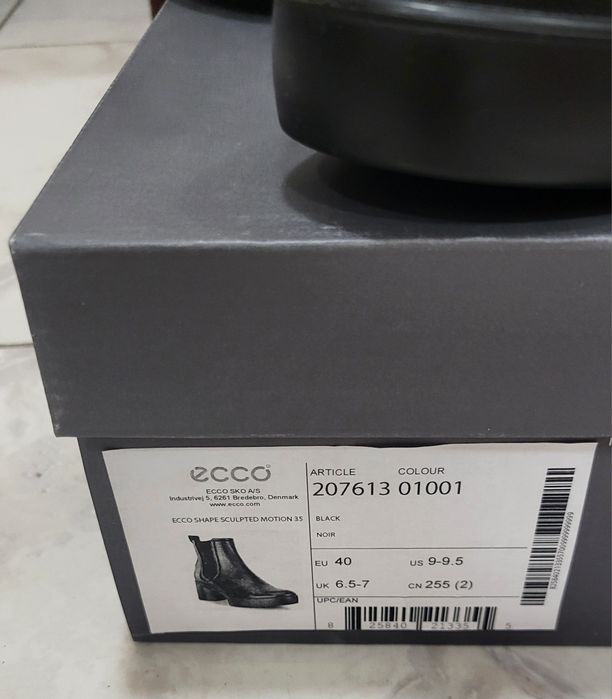 ecco
ECCO SKO A/S
Industrivej 5, 6261 Bredebro, Denmark
www.ecco.com
ECCO SHAPE SCULPTED MOTION 35
ARTICLE COLOUR
207613 01001
BLACK
NOIR
EU 40 US 9-9.5
UK 6.5-7 CN 255 (2)
UPC/EAN
8 25840 21335 5